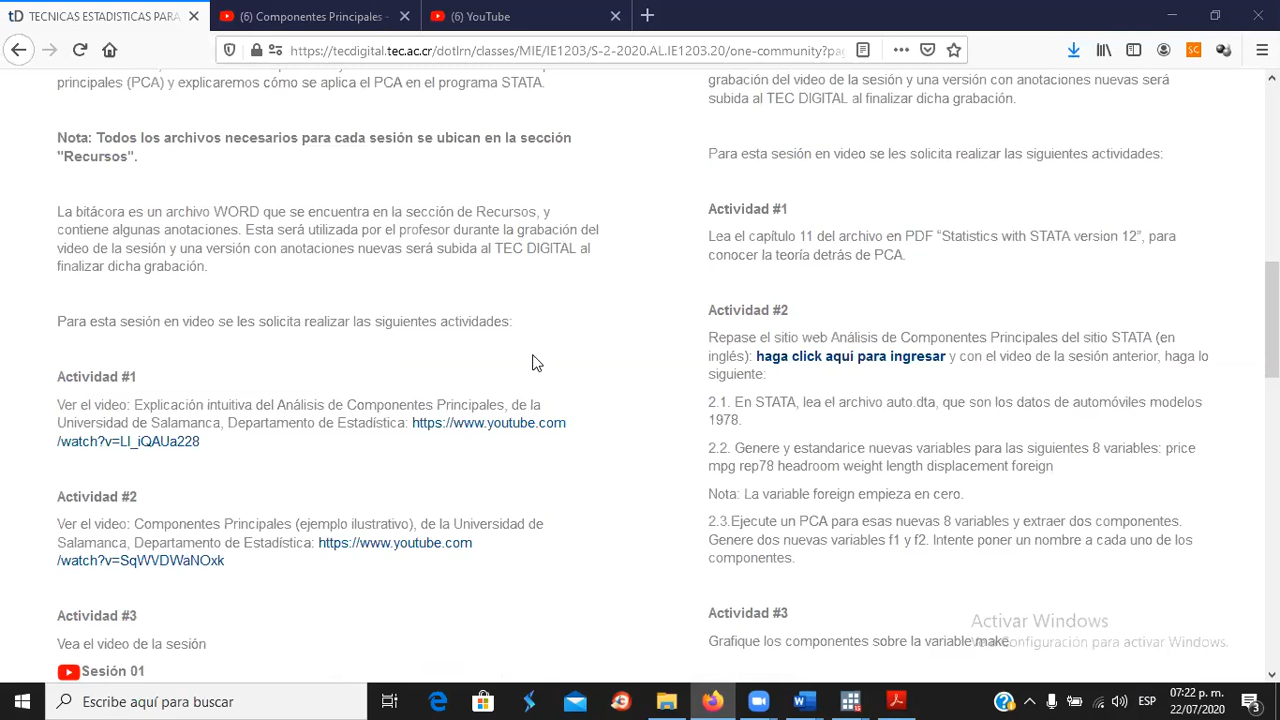 TECNICAS ESTADISTICAS PARA
(6) Componentes Principales -
(6) YouTube
https://tecdigital.tec.ac.cr/dotlrn/classes/MIE/IE1203/S-2-2020.AL.IE1203.20/one-community?pa
principales (PCA) y explicaremos cómo se aplica el PCA en el programa STATA.
Nota: Todos los archivos necesarios para cada sesión se ubican en la sección
"Recursos".
La bitácora es un archivo WORD que se encuentra en la sección de Recursos, y
contiene algunas anotaciones. Esta será utilizada por el profesor durante la grabación del
video de la sesión y una versión con anotaciones nuevas será subida al TEC DIGITAL al
finalizar dicha grabación.
Para esta sesión en video se les solicita realizar las siguientes actividades:
Actividad #1
Ver el video: Explicación intuitiva del Análisis de Componentes Principales, de la
Universidad de Salamanca, Departamento de Estadística: https://www.youtube.com
/watch?v=LI_iQAUa228
Actividad #2
Ver el video: Componentes Principales (ejemplo ilustrativo), de la Universidad de
Salamanca, Departamento de Estadística: https://www.youtube.com
/watch?v=SqWVDWaNOxk
Actividad #3
Vea el video de la sesión
Sesión 01
grabación del video de la sesión y una versión con anotaciones nuevas será
subida al TEC DIGITAL al finalizar dicha grabación.
Para esta sesión en video se les solicita realizar las siguientes actividades:
Actividad #1
Lea el capítulo 11 del archivo en PDF “Statistics with STATA version 12”, para
conocer la teoría detrás de PCA.
Actividad #2
Repase el sitio web Análisis de Componentes Principales del sitio STATA (en
inglés): haga click aquí para ingresar y con el video de la sesión anterior, haga lo
siguiente:
2.1. En STATA, lea el archivo auto.dta, que son los datos de automóviles modelos
1978.
2.2. Genere y estandarice nuevas variables para las siguientes 8 variables: price
mpg rep78 headroom weight length displacement foreign
Nota: La variable foreign empieza en cero.
2.3.Ejecute un PCA para esas nuevas 8 variables y extraer dos componentes.
Genere dos nuevas variables f1 y f2. Intente poner un nombre a cada uno de los
componentes.
Actividad #3
Grafique los componentes sobre la variable make.
Activar Windows
Ve a Configuración para activar Windows.
Escribe aquí para buscar
ESP
07:22 p. m.
22/07/2020
3